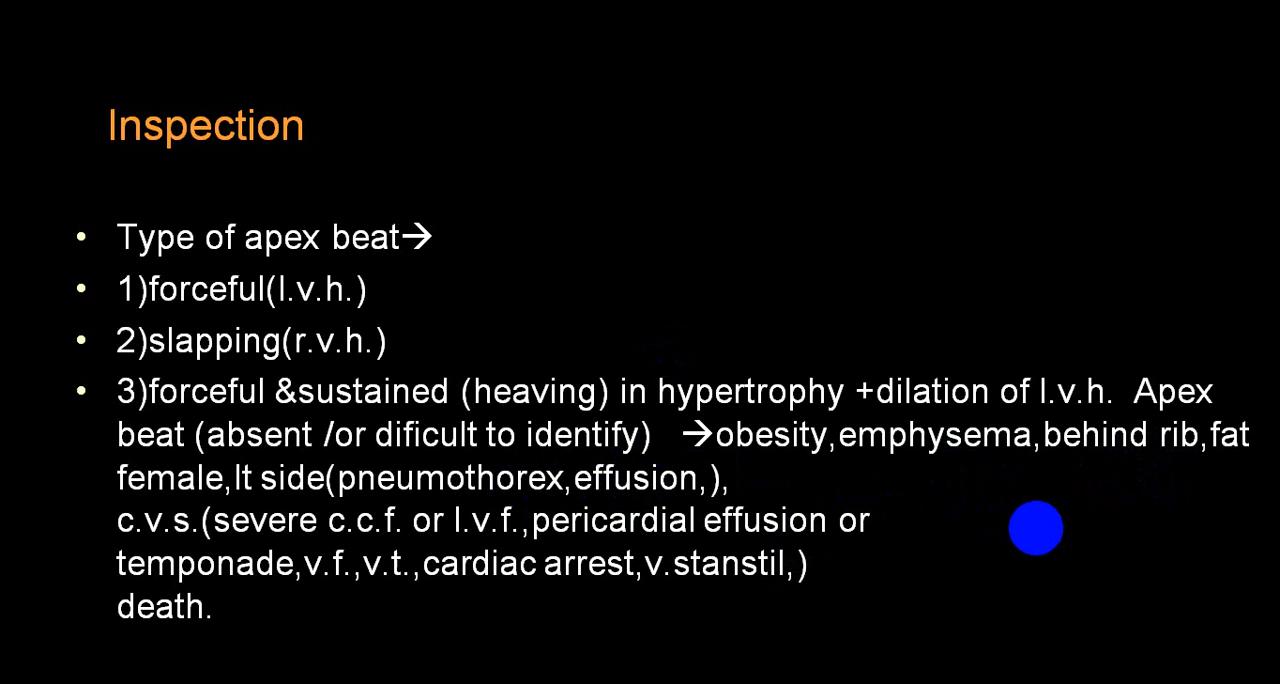 Inspection
• Type of apex beat→
• 1)forceful(l.v.h.)
• 2)slapping(r.v.h.)
• 3)forceful &sustained (heaving) in hypertrophy +dilation of l.v.h. Apex
beat (absent /or dificult to identify) →obesity,emphysema,behind rib,fat
female,lt side(pneumothorex,effusion,),
c.v.s.(severe c.c.f. or l.v.f.,pericardial effusion or
temponade,v.f.,v.t.,cardiac arrest,v.stanstil,)
death.